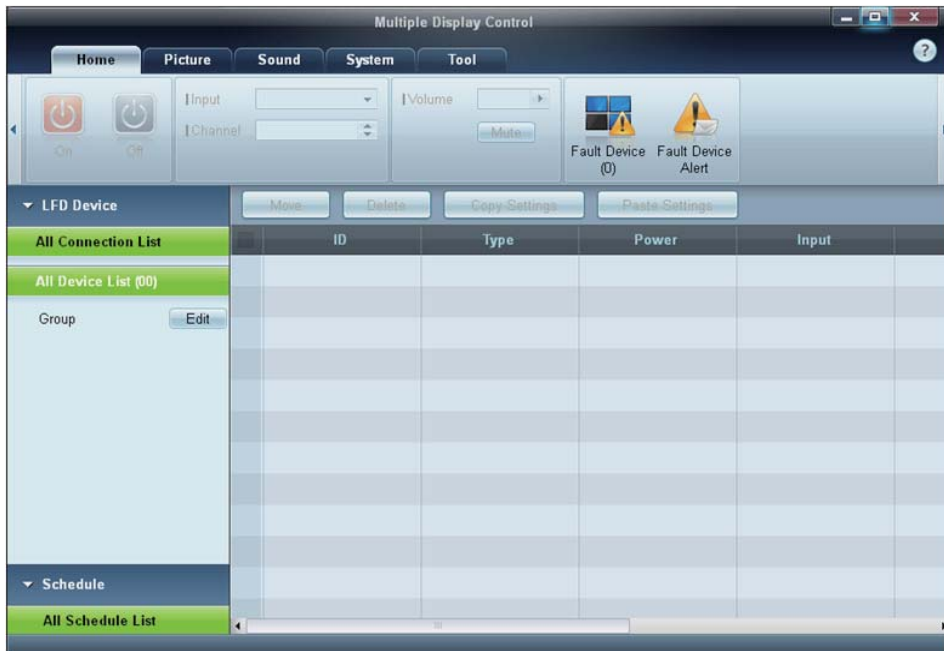 Multiple Display Control
Home Picture Sound System Tool
Input
Channel
Volume
Mute
On Off
Fault Device (0)
Fault Device Alert
LFD Device
Move Delete Copy Settings Paste Settings
All Connection List
ID Type Power Input
All Device List (00)
Group Edit
Schedule
All Schedule List